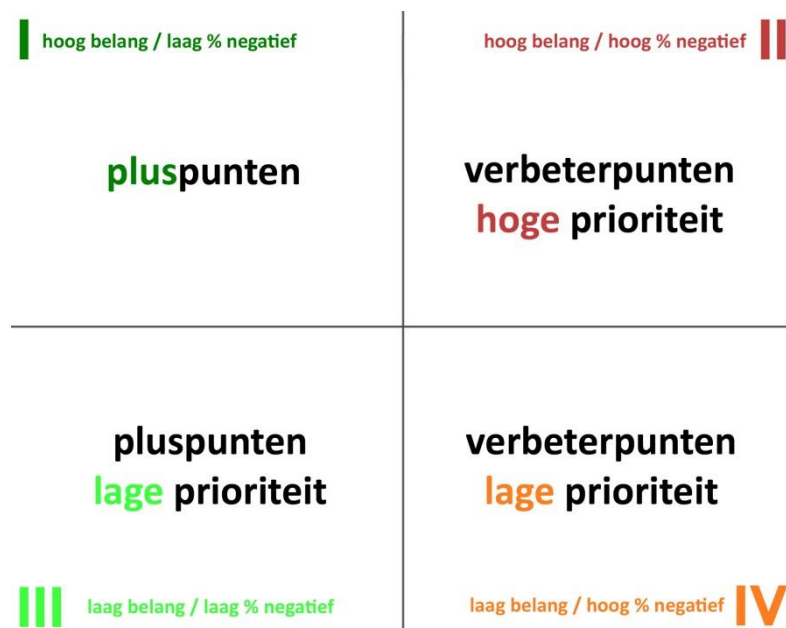 I hoog belang / laag % negatief
hoog belang / hoog % negatief II
pluspunten
verbeterpunten
hoge prioriteit
pluspunten
lage prioriteit
verbeterpunten
lage prioriteit
III laag belang / laag % negatief
laag belang / hoog % negatief IV